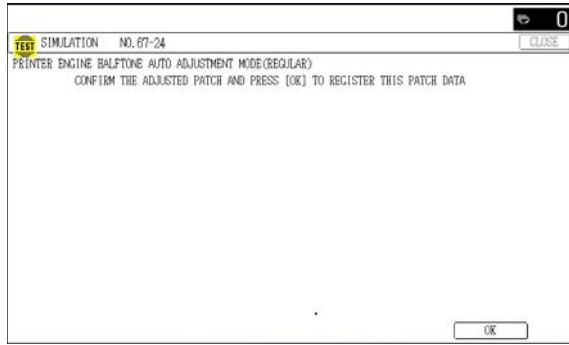 0
TEST SIMULATION NO.67-24 CLOSE
PRINTER ENGINE HALFTONE AUTO ADJUSTMENT MODE(REGULAR)
CONFIRM THE ADJUSTED PATCH AND PRESS [OK] TO REGISTER THIS PATCH DATA
OK